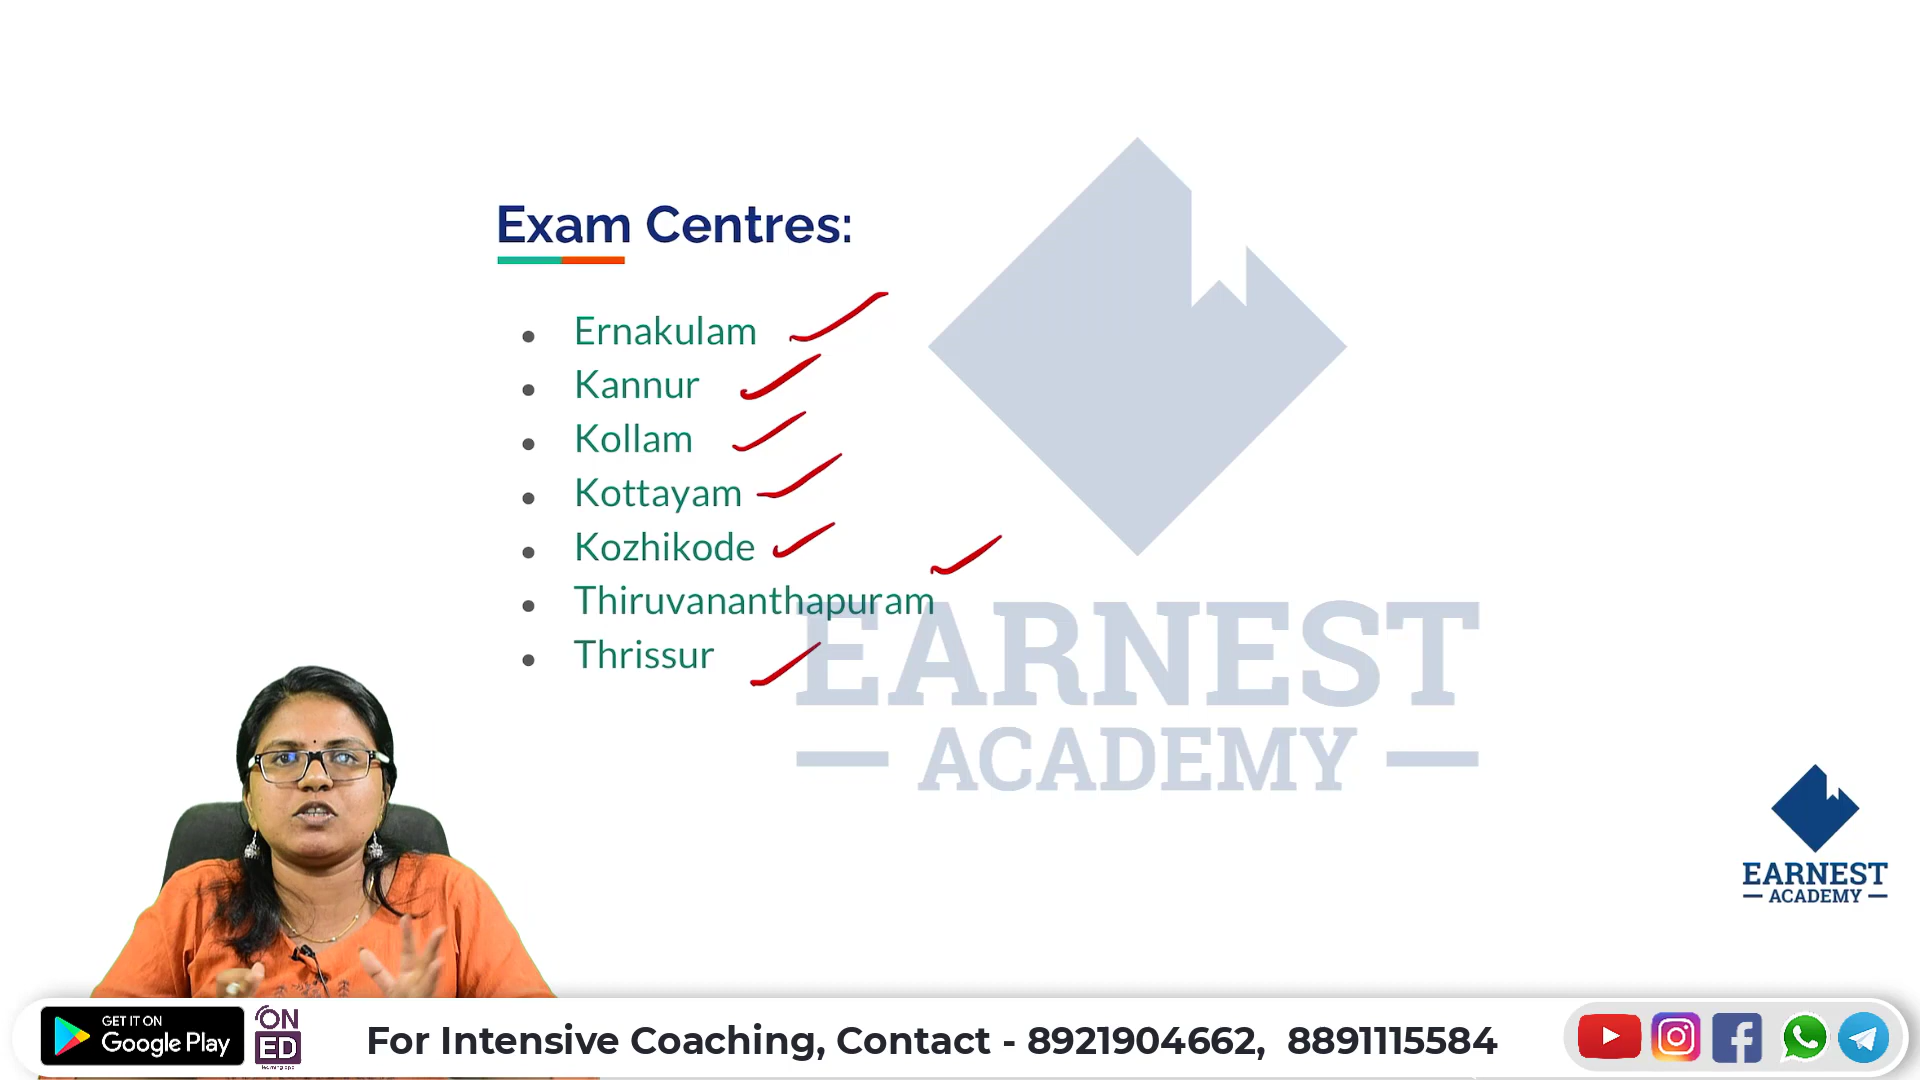 Exam Centres:
Ernakulam
Kannur
Kollam
Kottayam
Kozhikode
Thiruvananthapuram
Thrissur
EARNEST
ACADEMY
EARNEST
ACADEMY
GET IT ON
Google Play
ON
ED
For Intensive Coaching, Contact - 8921904662, 8891115584